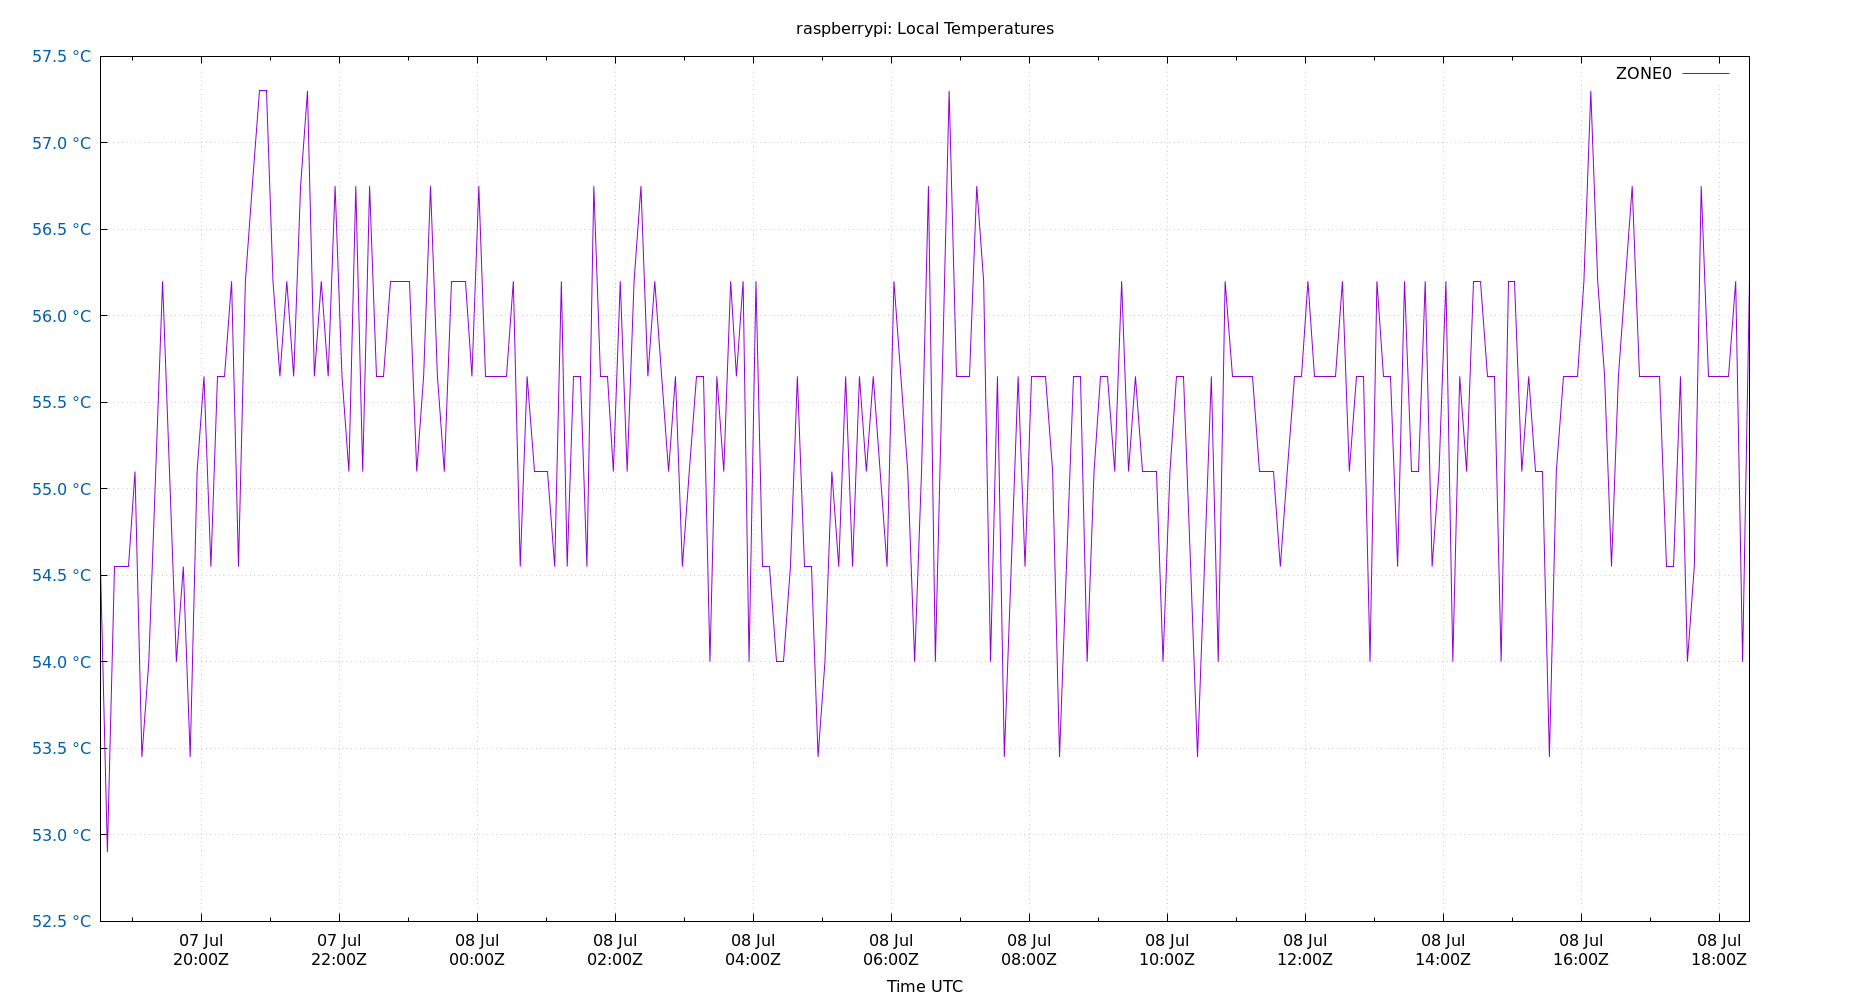 raspberrypi: Local Temperatures
57.5 °C
57.0 °C
56.5 °C
56.0 °C
55.5 °C
55.0 °C
54.5 °C
54.0 °C
53.5 °C
53.0 °C
52.5 °C
ZONE0
07 Jul 07 Jul 08 Jul 08 Jul 08 Jul 08 Jul 08 Jul 08 Jul 08 Jul 08 Jul 08 Jul 08 Jul
20:00Z 22:00Z 00:00Z 02:00Z 04:00Z 06:00Z 08:00Z 10:00Z 12:00Z 14:00Z 16:00Z 18:00Z
Time UTC